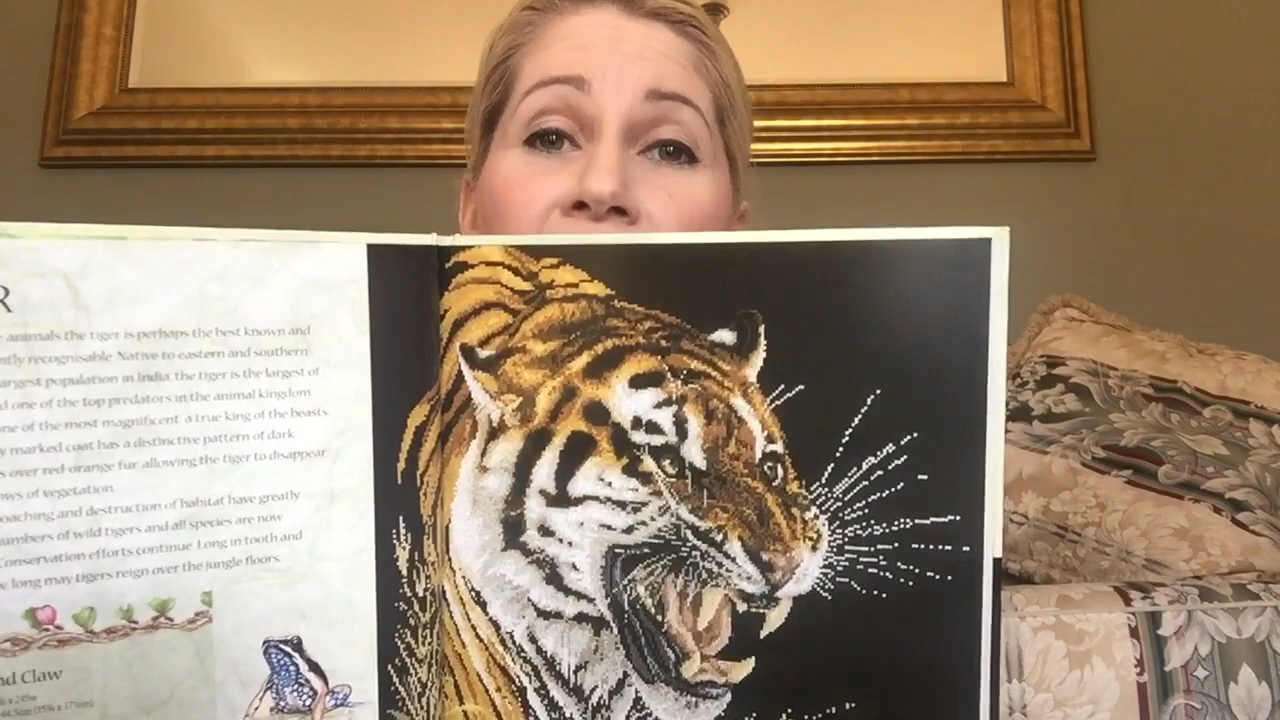 R
animals the tiger is perhaps the best known and
ntly recognisable. Native to eastern and southern
argest population in India, the tiger is the largest of
d one of the top predators in the animal kingdom
one of the most magnificent, a true king of the beasts.
y marked coat has a distinctive pattern of dark
s over red-orange fur, allowing the tiger to disappear
ows of vegetation.
oaching and destruction of habitat have greatly
numbers of wild tigers and all species are now
Conservation efforts continue. Long in tooth and
w long may tigers reign over the jungle floors.
nd Claw